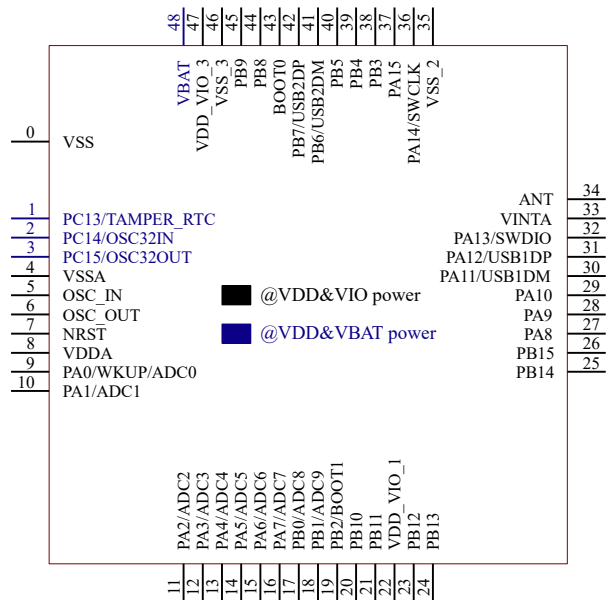 48
47
46
45
44
43
42
41
40
39
38
37
36
35
VBAT
VDD_VIO_3
VSS_3
PB9
PB8
BOOT0
PB7/USB2DP
PB6/USB2DM
PB5
PB4
PB3
PA15
PA14/SWCLK
VSS_2
0 VSS
1 PC13/TAMPER_RTC
2 PC14/OSC32IN
3 PC15/OSC32OUT
4 VSSA
5 OSC_IN
6 OSC_OUT
7 NRST
8 VDDA
9 PA0/WKUP/ADC0
10 PA1/ADC1
@VDD&VIO power
@VDD&VBAT power
ANT 34
VINTA 33
PA13/SWDIO 32
PA12/USB1DP 31
PA11/USB1DM 30
PA10 29
PA9 28
PA8 27
PB15 26
PB14 25
PA2/ADC2
PA3/ADC3
PA4/ADC4
PA5/ADC5
PA6/ADC6
PA7/ADC7
PB0/ADC8
PB1/ADC9
PB2/BOOT1
PB10
PB11
VDD_VIO_1
PB12
PB13
11
12
13
14
15
16
17
18
19
20
21
22
23
24